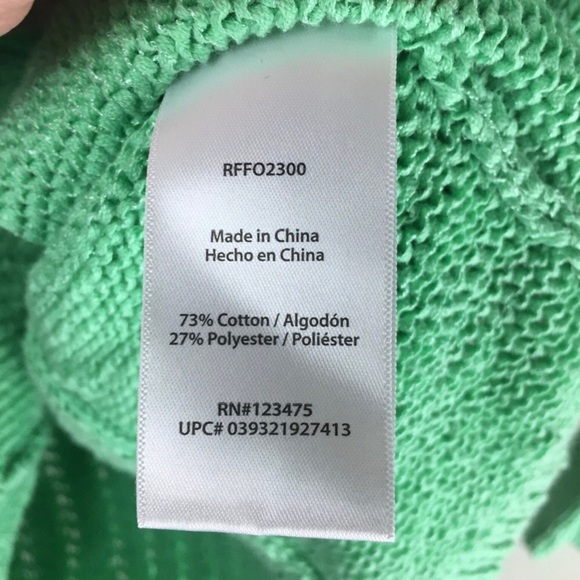 RFFO2300
Made in China
Hecho en China
73% Cotton / Algodón
27% Polyester / Poliéster
RN#123475
UPC# 039321927413